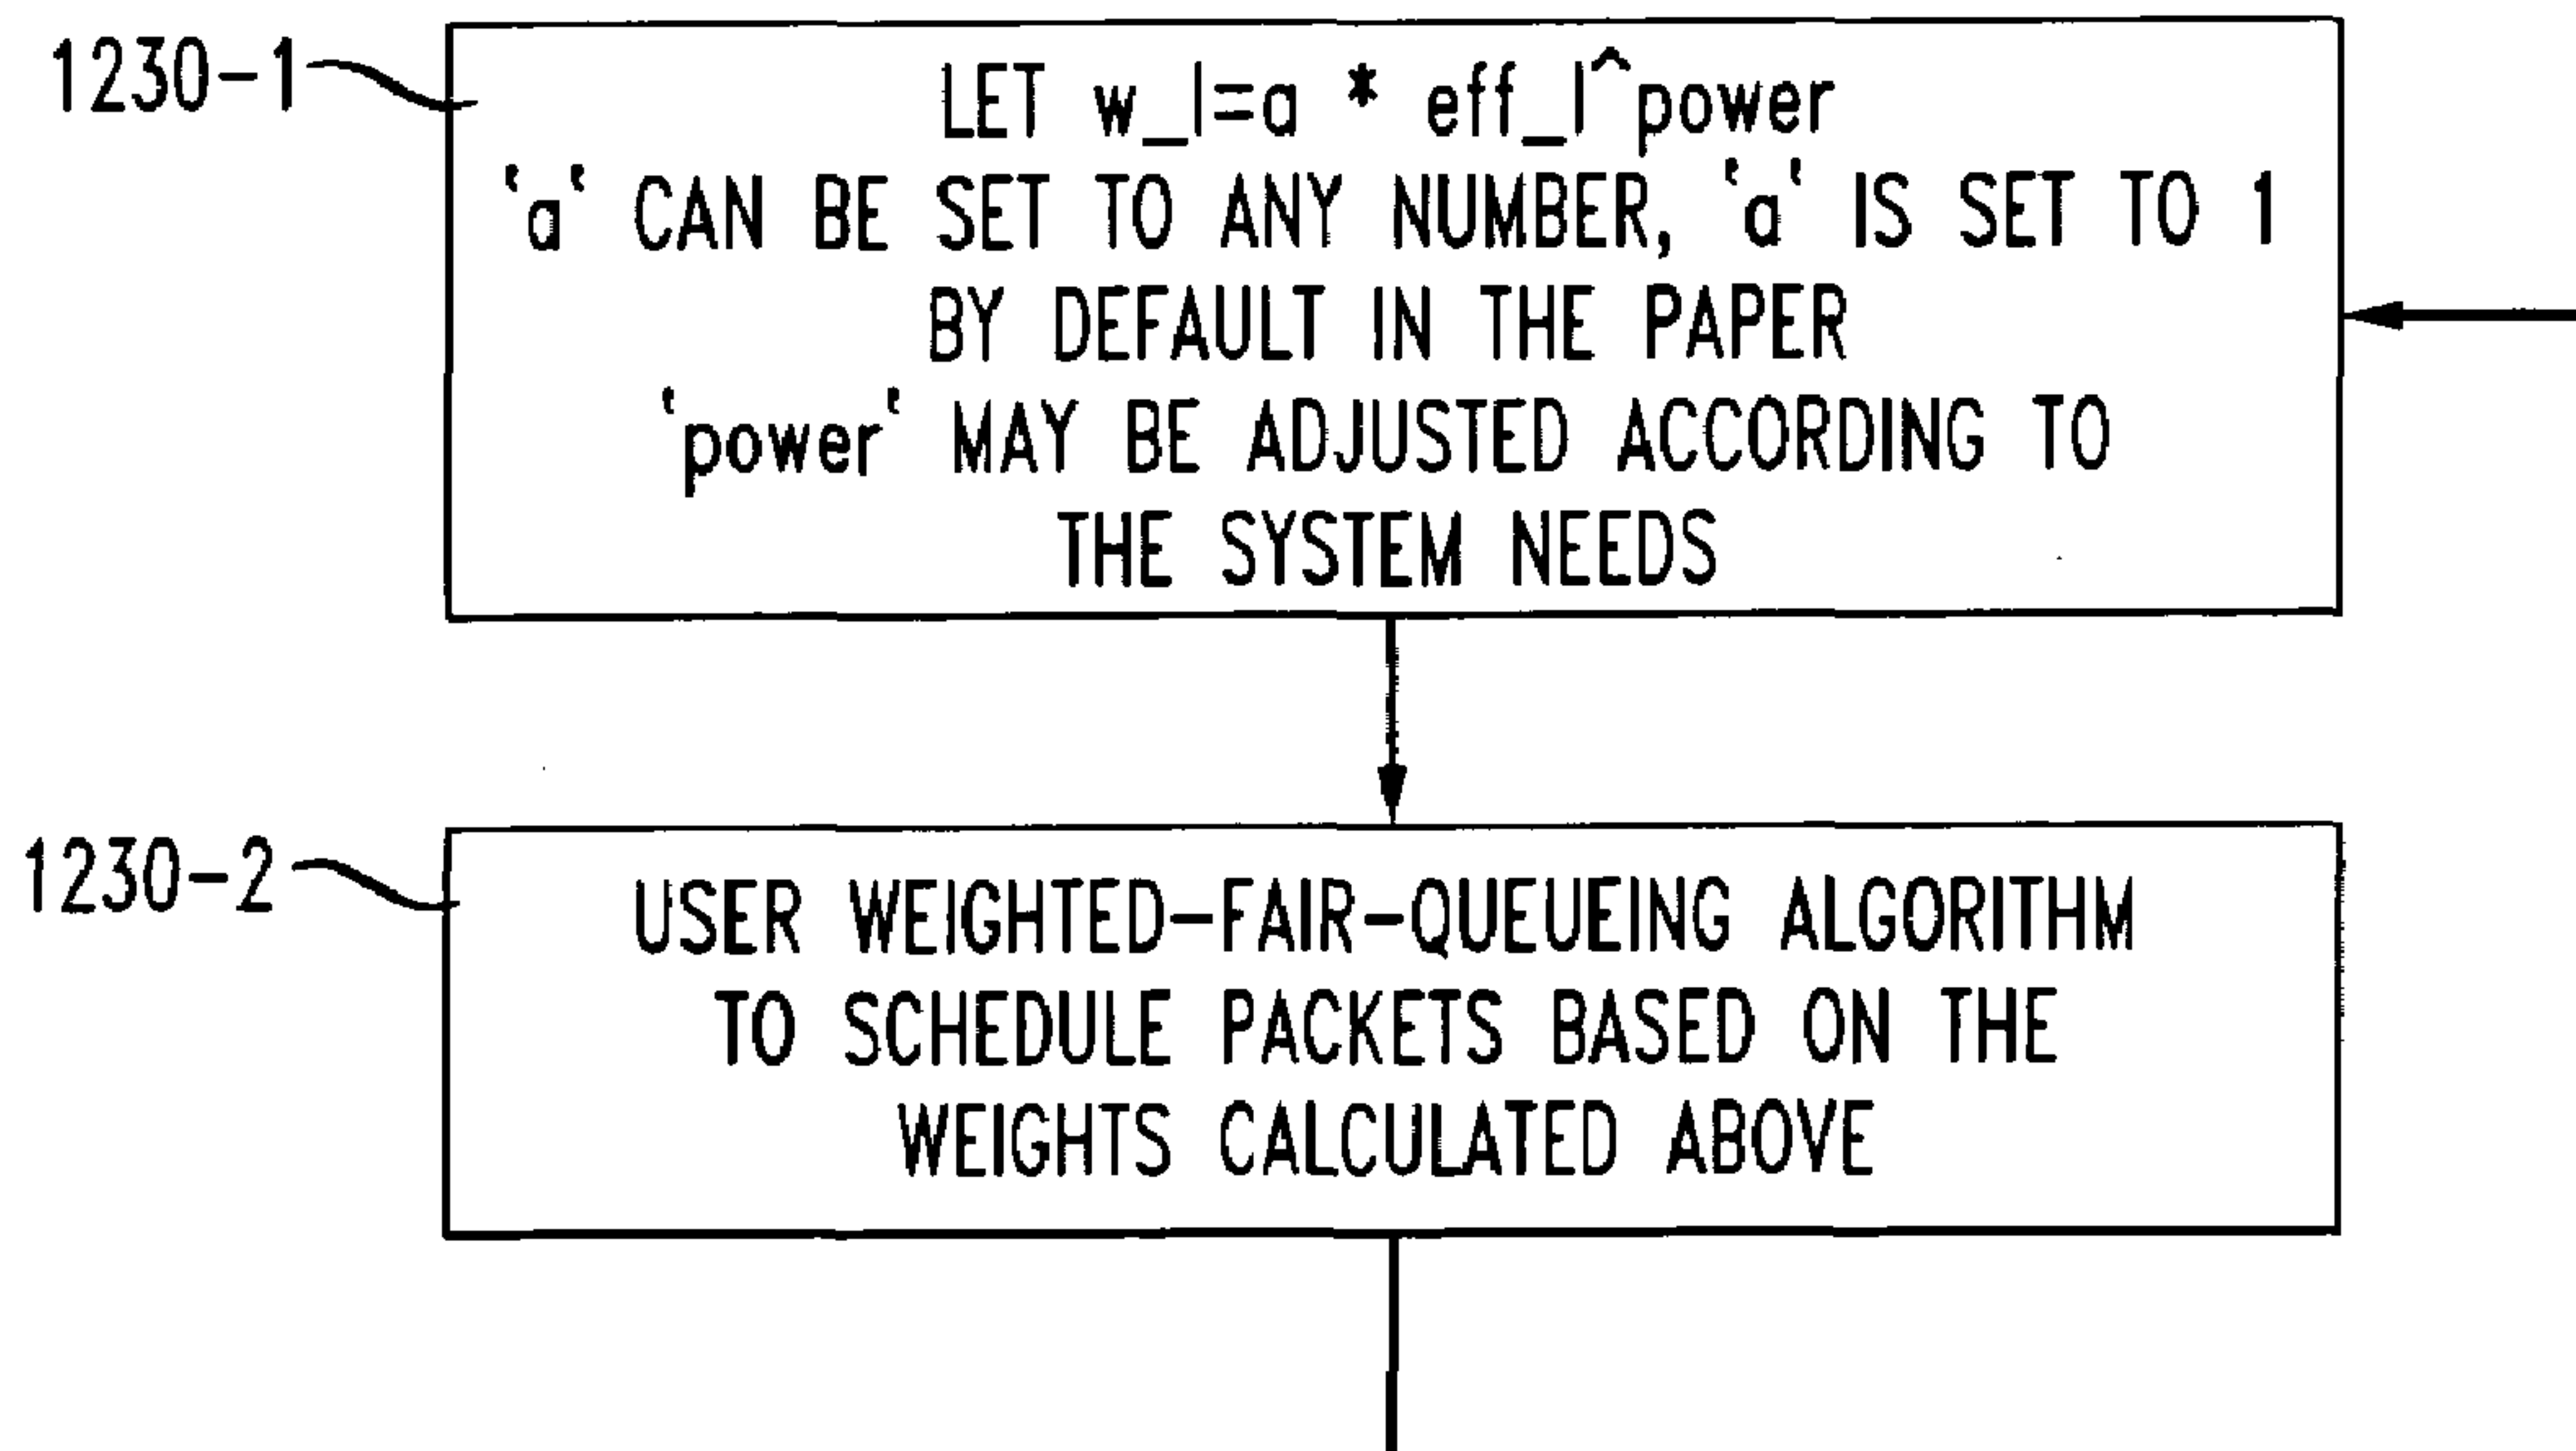 1230-1
LET w_l=a * eff_l^power
'a' CAN BE SET TO ANY NUMBER, 'a' IS SET TO 1
BY DEFAULT IN THE PAPER
'power' MAY BE ADJUSTED ACCORDING TO
THE SYSTEM NEEDS
1230-2
USER WEIGHTED-FAIR-QUEUEING ALGORITHM
TO SCHEDULE PACKETS BASED ON THE
WEIGHTS CALCULATED ABOVE